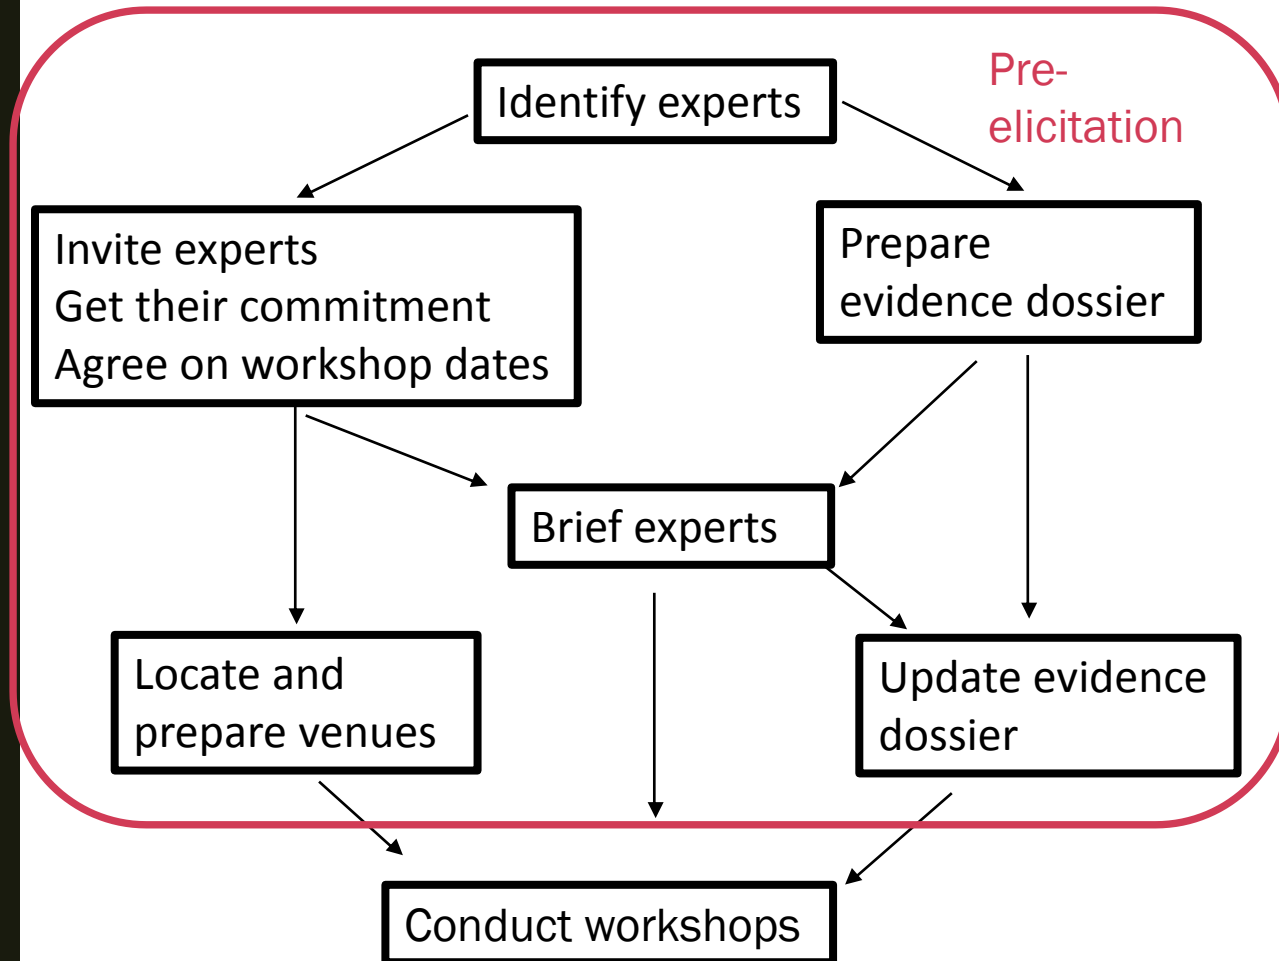 Identify experts
Pre-
elicitation
Invite experts
Get their commitment
Agree on workshop dates
Prepare
evidence dossier
Brief experts
Locate and
prepare venues
Update evidence
dossier
Conduct workshops